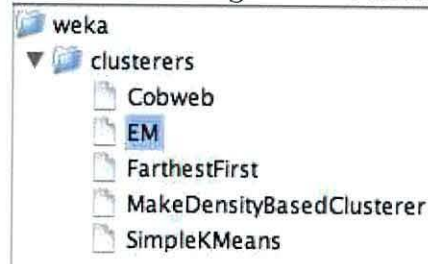 weka
clusterers
Cobweb
EM
FarthestFirst
MakeDensityBasedClusterer
SimpleKMeans